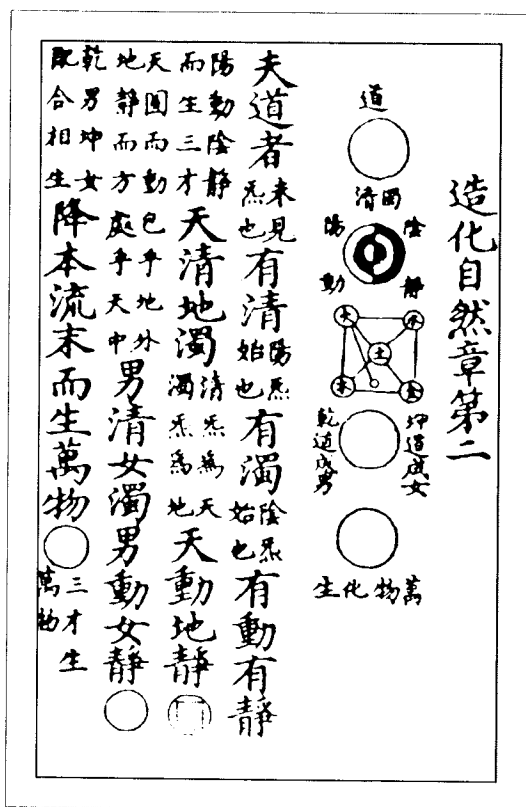 造化自然章第二
道
清
陰靜
陽動
火
水
土
木
金
坤道成女
乾道成男
萬物化生
夫道者未見炁也有清陽炁始也有濁陰炁始也有動有靜
陽動陰靜而生三才天清地濁清炁為天濁炁為地天動地靜
天圓而動包乎地外地靜而方處乎天中男清女濁男動女靜
乾男坤女配合相生降本流末而生萬物三才生萬物